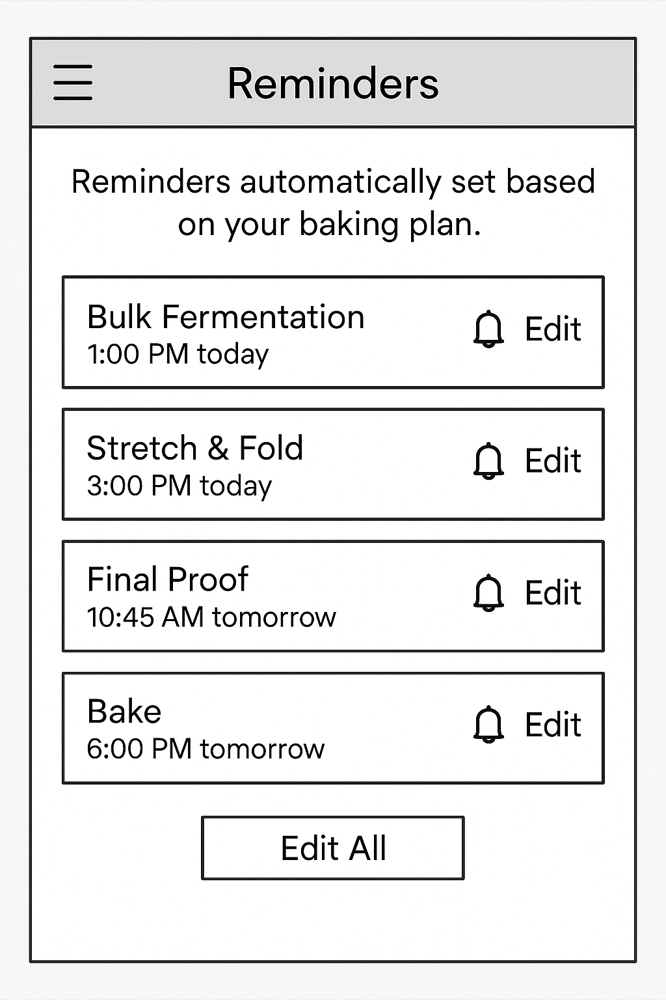 Reminders
Reminders automatically set based
on your baking plan.
Bulk Fermentation
1:00 PM today
Edit
Stretch & Fold
3:00 PM today
Edit
Final Proof
10:45 AM tomorrow
Edit
Bake
6:00 PM tomorrow
Edit
Edit All